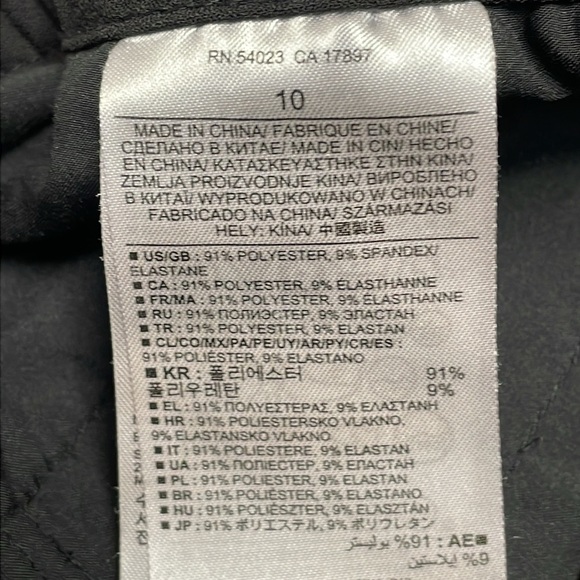 RN 54023 CA 17897
10
MADE IN CHINA/ FABRIQUE EN CHINE/
СДЕЛАНО В КИТАЕ/ MADE IN CIN/ HECHO
EN CHINA/ ΚΑΤΑΣΚΕΥΑΣΤΗΚΕ ΣΤΗΝ ΚΙΝΑ/
ZEMLJA PROIZVODNJE KINA/ ВИРОБЛЕНО
В КИТАЇ/ WYPRODUKOWANO W CHINACH/
FABRICADO NA CHINA/ SZÁRMAZÁSI
HELY: KÍNA/ 中國製造
■ US/GB : 91% POLYESTER, 9% SPANDEX/
ELASTANE
■ CA : 91% POLYESTER, 9% ÉLASTHANNE
■ FR/MA : 91% POLYESTER, 9% ÉLASTHANNE
■ RU : 91% ПОЛИЭСТЕР, 9% ЭЛАСТАН
■ TR : 91% POLYESTER, 9% ELASTAN
■ CL/CO/MX/PA/PE/UY/AR/PY/CR/ES :
91% POLIÉSTER, 9% ELASTANO
■ KR : 폴리에스터 91%
폴리우레탄 9%
■ EL : 91% ΠΟΛΥΕΣΤΕΡΑΣ, 9% ΕΛΑΣΤΑΝΗ
■ HR : 91% POLIESTERSKO VLAKNO,
9% ELASTANSKO VLAKNO
■ IT : 91% POLIESTERE, 9% ELASTAN
■ UA : 91% ПОЛІЕСТЕР, 9% ЕЛАСТАН
■ PL : 91% POLIESTER, 9% ELASTAN
■ BR : 91% POLIÉSTER, 9% ELASTANO
■ HU : 91% POLIÉSZTER, 9% ELASZTÁN
■ JP : 91% ポリエステル, 9% ポリウレタン
■AE : 91% بوليستر
9% إيلاستين